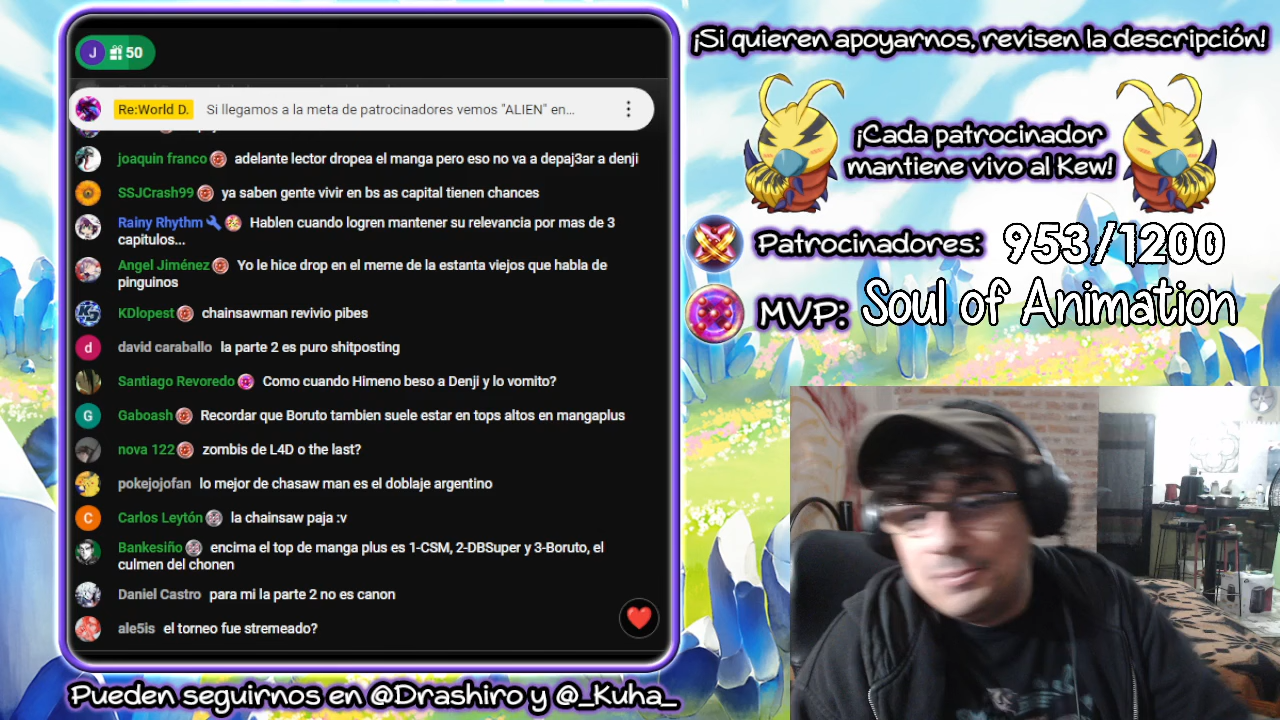 J 50
¡Si quieren apoyarnos, revisen la descripción!
Re:World D. Si llegamos a la meta de patrocinadores vemos "ALIEN" en...
¡Cada patrocinador
mantiene vivo al Kew!
joaquin franco adelante lector dropea el manga pero eso no va a depaj3ar a denji
SSJCrash99 ya saben gente vivir en bs as capital tienen chances
Rainy Rhythm Hablen cuando logren mantener su relevancia por mas de 3
capitulos...
Patrocinadores: 953/1200
Angel Jiménez Yo le hice drop en el meme de la estanta viejos que habla de
pinguinos
MVP: Soul of Animation
KDlopest chainsawman revivio pibes
d david caraballo la parte 2 es puro shitposting
Santiago Revoredo Como cuando Himeno beso a Denji y lo vomito?
G Gaboash Recordar que Boruto tambien suele estar en tops altos en mangaplus
nova 122 zombis de L4D o the last?
pokejojofan lo mejor de chasaw man es el doblaje argentino
C Carlos Leytón la chainsaw paja :v
Bankesiño encima el top de manga plus es 1-CSM, 2-DBSuper y 3-Boruto, el
culmen del chonen
Daniel Castro para mi la parte 2 no es canon
ale5is el torneo fue stremeado?
Pueden seguirnos en @Drashiro y @_Kuha_